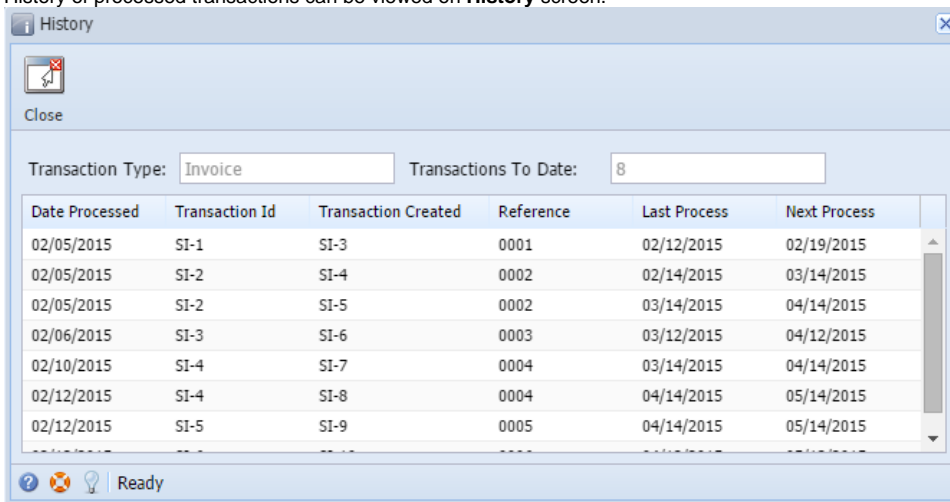 History of processed transactions can be viewed on History screen.
History
Close
Transaction Type: Invoice Transactions To Date: 8
Date Processed Transaction Id Transaction Created Reference Last Process Next Process
02/05/2015 SI-1 SI-3 0001 02/12/2015 02/19/2015
02/05/2015 SI-2 SI-4 0002 02/14/2015 03/14/2015
02/05/2015 SI-2 SI-5 0002 03/14/2015 04/14/2015
02/06/2015 SI-3 SI-6 0003 03/12/2015 04/12/2015
02/10/2015 SI-4 SI-7 0004 03/14/2015 04/14/2015
02/12/2015 SI-4 SI-8 0004 04/14/2015 05/14/2015
02/12/2015 SI-5 SI-9 0005 04/14/2015 05/14/2015
Ready